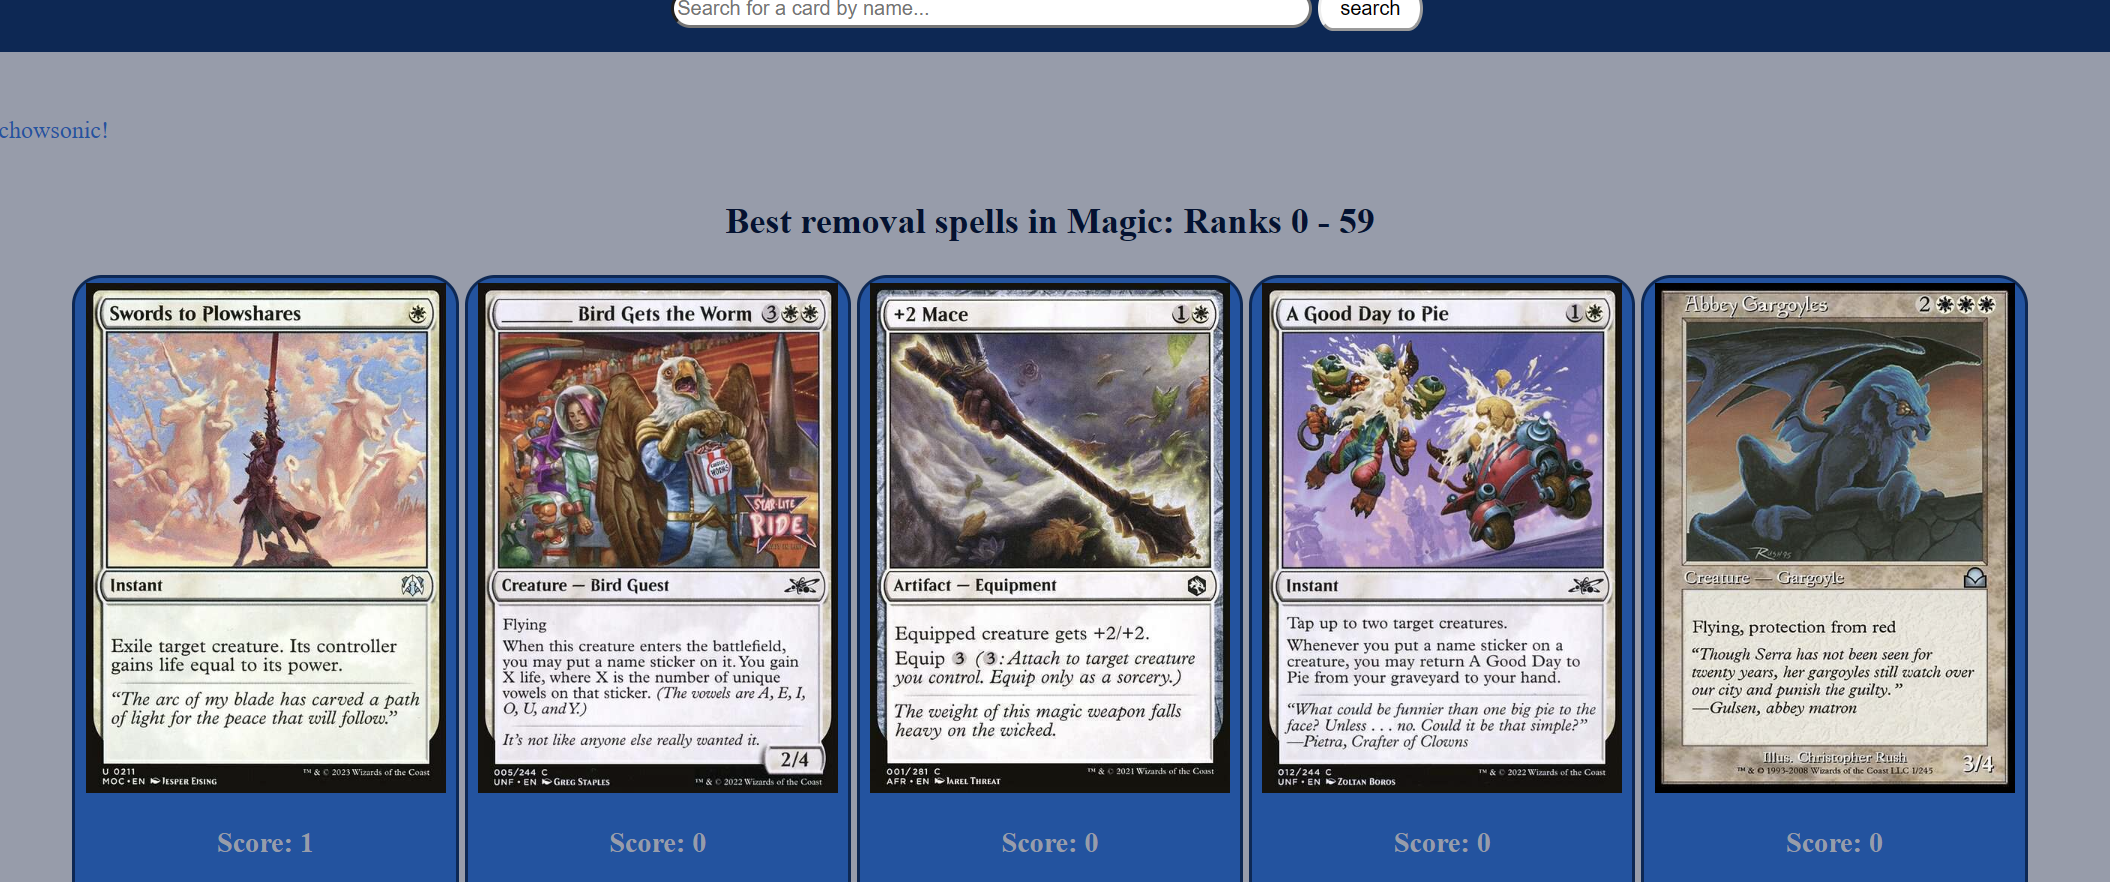 Search for a card by name...
search
chowsonic!
Best removal spells in Magic: Ranks 0 - 59
Swords to Plowshares
Instant
Exile target creature. Its controller
gains life equal to its power.
“The arc of my blade has carved a path
of light for the peace that will follow.”
U 0211
MOC • EN JESPER EJSING
™ & © 2023 Wizards of the Coast
Score: 1
_______ Bird Gets the Worm 3
STAR-LITE
RIDE
Creature — Bird Guest
Flying
When this creature enters the battlefield,
you may put a name sticker on it. You gain
X life, where X is the number of unique
vowels on that sticker. (The vowels are A, E, I,
O, U, and Y.)
It’s not like anyone else really wanted it.
2/4
005/244 C
UNF • EN GREG STAPLES
™ & © 2022 Wizards of the Coast
Score: 0
+2 Mace 1
Artifact — Equipment
Equipped creature gets +2/+2.
Equip 3 (3: Attach to target creature
you control. Equip only as a sorcery.)
The weight of this magic weapon falls
heavy on the wicked.
001/281 C
AFR • EN JAREL THREAT
™ & © 2021 Wizards of the Coast
Score: 0
A Good Day to Pie 1
Instant
Tap up to two target creatures.
Whenever you put a name sticker on a
creature, you may return A Good Day to
Pie from your graveyard to your hand.
“What could be funnier than one big pie to the
face? Unless . . . no. Could it be that simple?”
—Pietra, Crafter of Clowns
012/244 C
UNF • EN ZOLTAN BOROS
™ & © 2022 Wizards of the Coast
Score: 0
Abbey Gargoyles 2
Creature — Gargoyle
Flying, protection from red
“Though Serra has not been seen for
twenty years, her gargoyles still watch over
our city and punish the guilty.”
—Gulsen, abbey matron
Illus. Christopher Rush
™ & © 1993-2008 Wizards of the Coast LLC 1/245
3/4
Score: 0